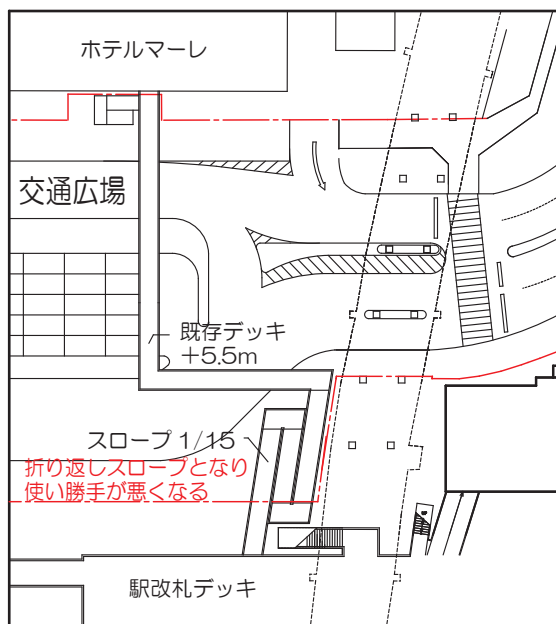 ホテルマーレ
交通広場
既存デッキ
+5.5m
スロープ 1/15
折り返しスロープとなり
使い勝手が悪くなる
駅改札デッキ